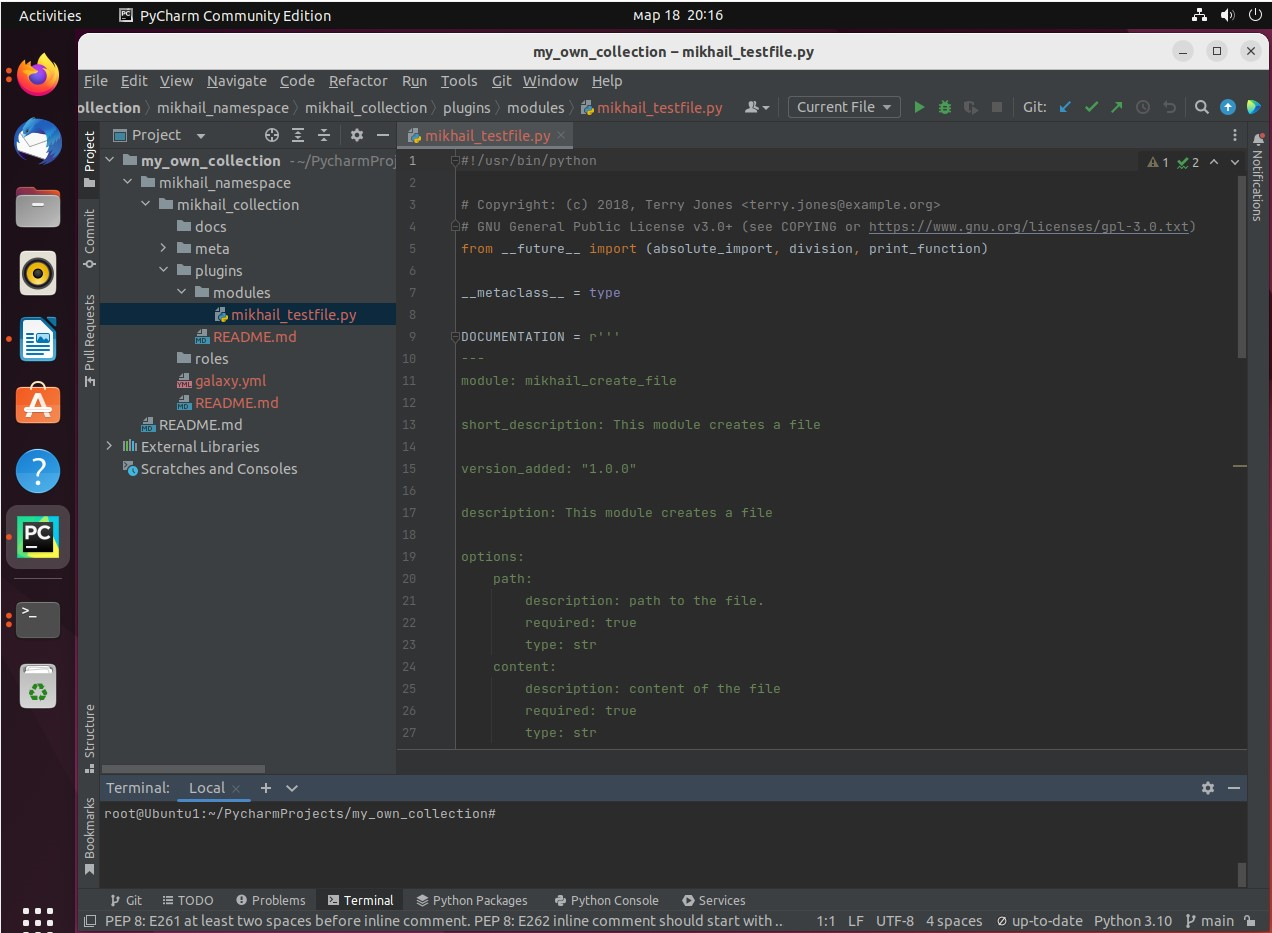 Activities PyCharm Community Edition мар 18 20:16
my_own_collection – mikhail_testfile.py
File Edit View Navigate Code Refactor Run Tools Git Window Help
ollection 〉 mikhail_namespace 〉 mikhail_collection 〉 plugins 〉 modules 〉 mikhail_testfile.py Current File Git:
Project mikhail_testfile.py
Project
Commit
Pull Requests
Structure
Bookmarks
Notifications
my_own_collection ~/PycharmProj
mikhail_namespace
mikhail_collection
docs
meta
plugins
modules
mikhail_testfile.py
README.md
roles
galaxy.yml
README.md
README.md
External Libraries
Scratches and Consoles
1 #!/usr/bin/python
1 2
2
3 # Copyright: (c) 2018, Terry Jones <terry.jones@example.org>
4 # GNU General Public License v3.0+ (see COPYING or https://www.gnu.org/licenses/gpl-3.0.txt)
5 from __future__ import (absolute_import, division, print_function)
6
7 __metaclass__ = type
8
9 DOCUMENTATION = r'''
10 ---
11 module: mikhail_create_file
12
13 short_description: This module creates a file
14
15 version_added: "1.0.0"
16
17 description: This module creates a file
18
19 options:
20 path:
21 description: path to the file.
22 required: true
23 type: str
24 content:
25 description: content of the file
26 required: true
27 type: str
Terminal: Local
root@Ubuntu1:~/PycharmProjects/my_own_collection#
Git TODO Problems Terminal Python Packages Python Console Services
PEP 8: E261 at least two spaces before inline comment. PEP 8: E262 inline comment should start with .. 1:1 LF UTF-8 4 spaces up-to-date Python 3.10 main